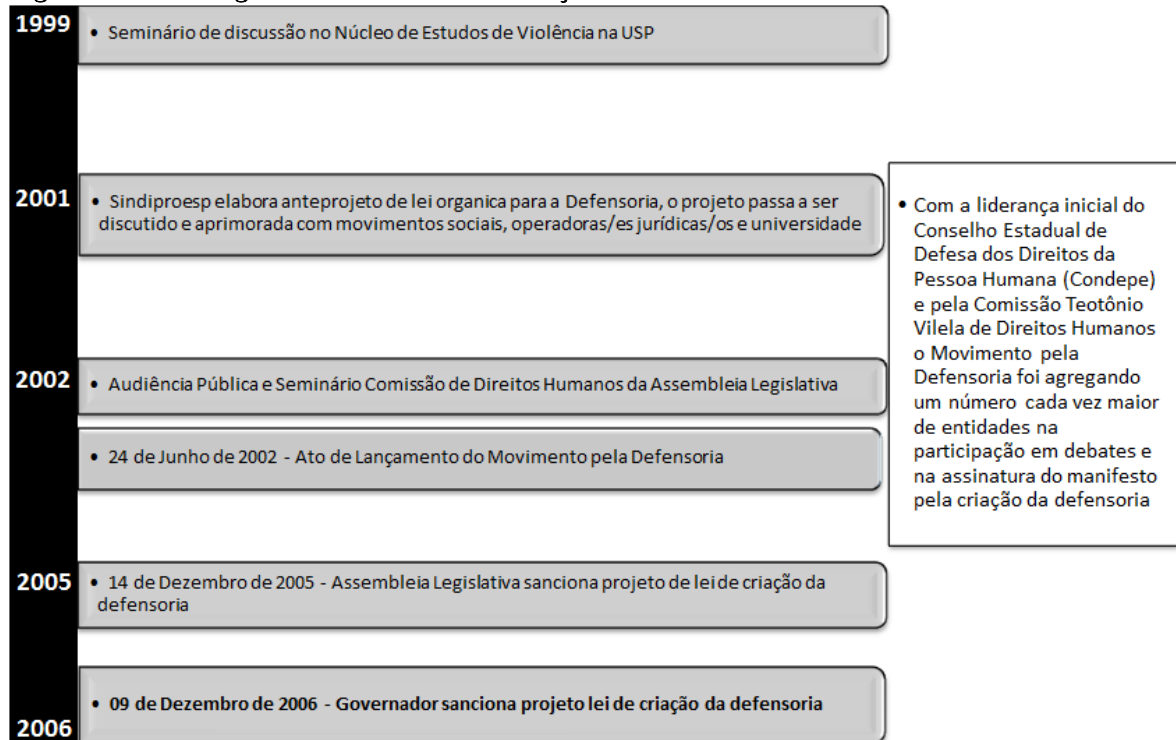 1999
• Seminário de discussão no Núcleo de Estudos de Violência na USP
2001
• Sindiproesp elabora anteprojeto de lei organica para a Defensoria, o projeto passa a ser
discutido e aprimorada com movimentos sociais, operadoras/es jurídicas/os e universidade
• Com a liderança inicial do
Conselho Estadual de
Defesa dos Direitos da
Pessoa Humana (Condepe)
e pela Comissão Teotônio
Vilela de Direitos Humanos
o Movimento pela
Defensoria foi agregando
um número cada vez maior
de entidades na
participação em debates e
na assinatura do manifesto
pela criação da defensoria
2002
• Audiência Pública e Seminário Comissão de Direitos Humanos da Assembleia Legislativa
• 24 de Junho de 2002 - Ato de Lançamento do Movimento pela Defensoria
2005
• 14 de Dezembro de 2005 - Assembleia Legislativa sanciona projeto de lei de criação da
defensoria
2006
• 09 de Dezembro de 2006 - Governador sanciona projeto lei de criação da defensoria